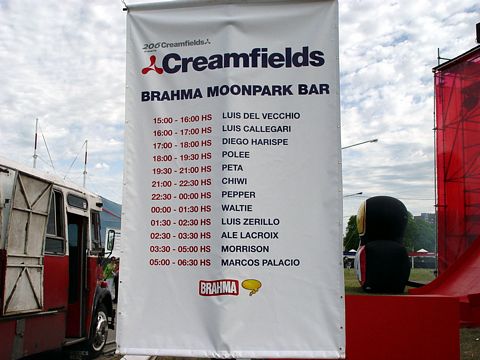 Creamfields
Creamfields
BRAHMA MOONPARK BAR
15:00 - 16:00 HS LUIS DEL VECCHIO
16:00 - 17:00 HS LUIS CALLEGARI
17:00 - 18:00 HS DIEGO HARISPE
18:00 - 19:30 HS POLEE
19:30 - 21:00 HS PETA
21:00 - 22:30 HS CHIWI
22:30 - 00:00 HS PEPPER
00:00 - 01:30 HS WALTIE
01:30 - 02:30 HS LUIS ZERILLO
02:30 - 03:30 HS ALE LACROIX
03:30 - 05:00 HS MORRISON
05:00 - 06:30 HS MARCOS PALACIO
BRAHMA